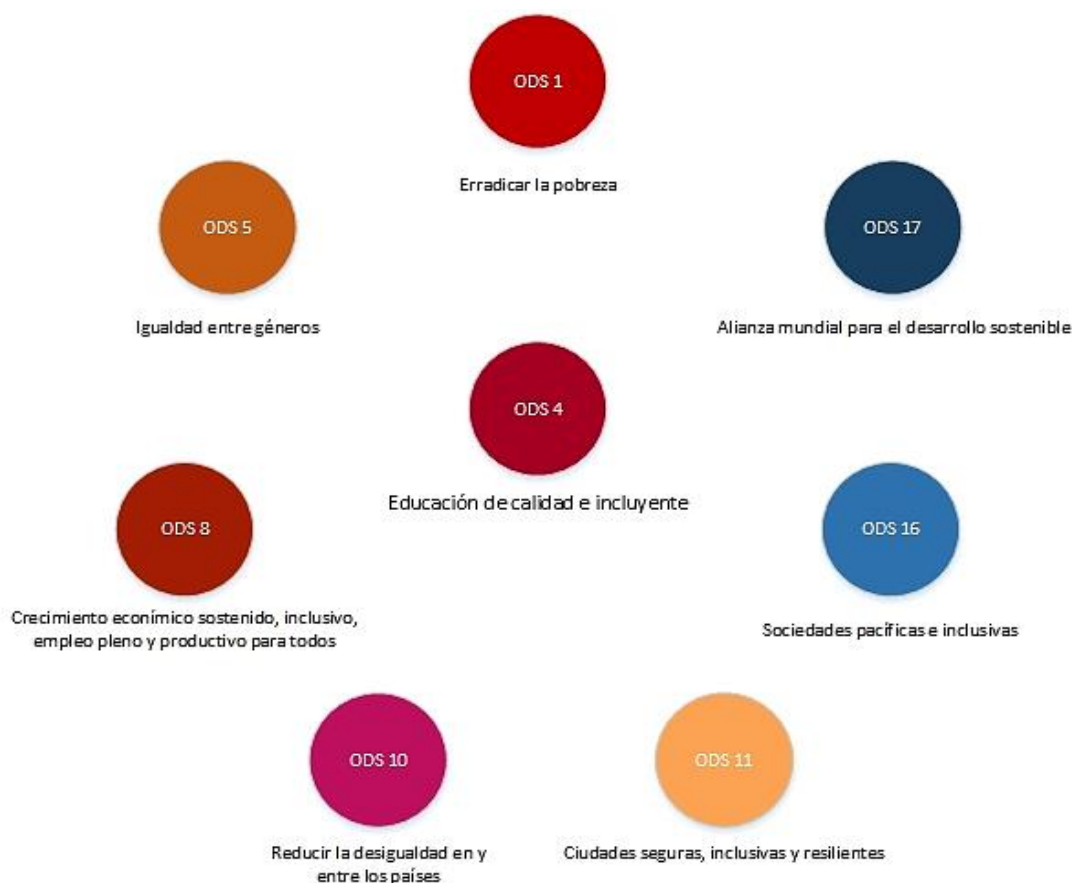 ODS 1
Erradicar la pobreza
ODS 5
Igualdad entre géneros
ODS 17
Alianza mundial para el desarrollo sostenible
ODS 4
Educación de calidad e incluyente
ODS 8
Crecimiento económico sostenido, inclusivo,
empleo pleno y productivo para todos
ODS 16
Sociedades pacíficas e inclusivas
ODS 10
Reducir la desigualdad en y
entre los países
ODS 11
Ciudades seguras, inclusivas y resilientes